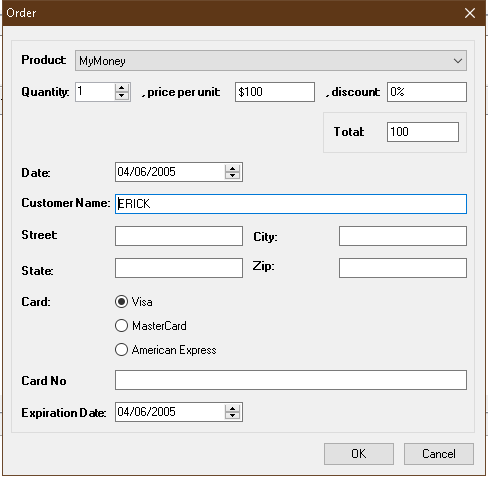 Order
Product: MyMoney
Quantity: 1 , price per unit: $100 , discount: 0%
Total: 100
Date: 04/06/2005
Customer Name: ERICK
Street: City:
State: Zip:
Card: Visa
MasterCard
American Express
Card No
Expiration Date: 04/06/2005
OK Cancel